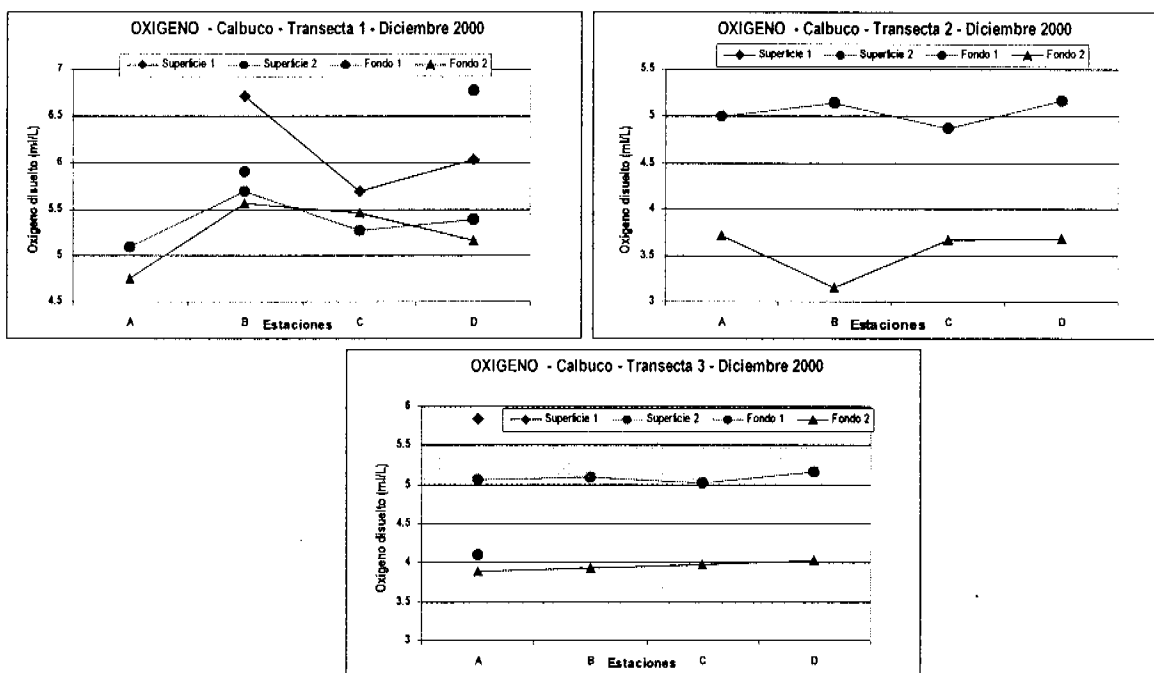 OXIGENO - Calbuco - Transecta 1 - Diciembre 2000
Superficie 1 Superficie 2 Fondo 1 Fondo 2
Oxígeno disuelto (ml/L)
7
6.5
6
5.5
5
4.5
A B C D
Estaciones
OXIGENO - Calbuco - Transecta 2 - Diciembre 2000
Superficie 1 Superficie 2 Fondo 1 Fondo 2
Oxígeno disuelto (ml/L)
5.5
5
4.5
4
3.5
3
A B C D
Estaciones
OXIGENO - Calbuco - Transecta 3 - Diciembre 2000
Superficie 1 Superficie 2 Fondo 1 Fondo 2
Oxígeno disuelto (ml/L)
6
5.5
5
4.5
4
3.5
3
A B C D
Estaciones